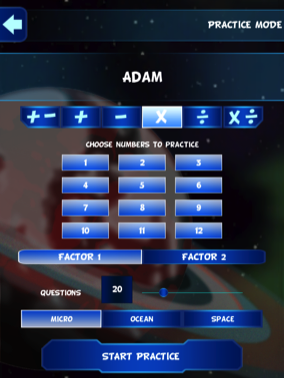 PRACTICE MODE
ADAM
+− + − X ÷ X÷
CHOOSE NUMBERS TO PRACTICE
1 2 3
4 5 6
7 8 9
10 11 12
FACTOR 1 FACTOR 2
QUESTIONS 20
MICRO OCEAN SPACE
START PRACTICE